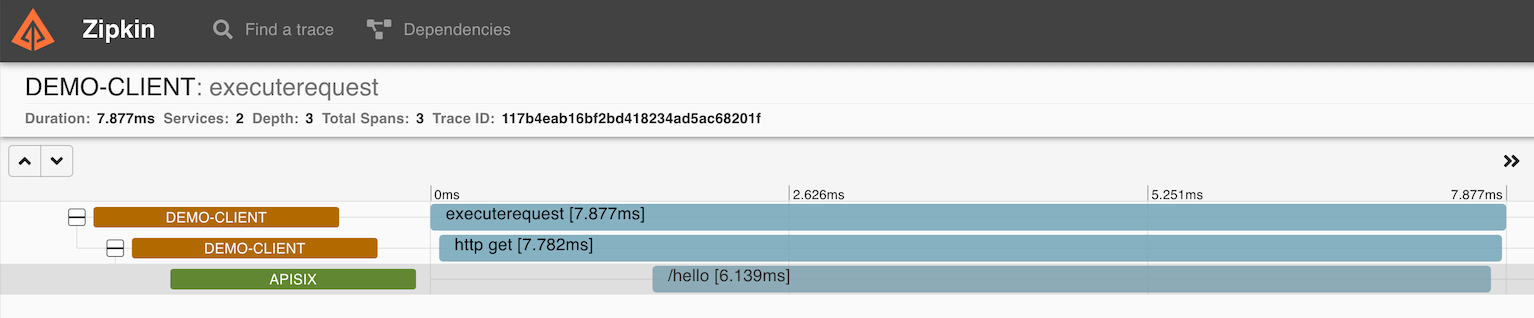 Zipkin Find a trace Dependencies
DEMO-CLIENT: executerequest
Duration: 7.877ms Services: 2 Depth: 3 Total Spans: 3 Trace ID: 117b4eab16bf2bd418234ad5ac68201f
0ms 2.626ms 5.251ms 7.877ms
DEMO-CLIENT executerequest [7.877ms]
DEMO-CLIENT http get [7.782ms]
APISIX /hello [6.139ms]